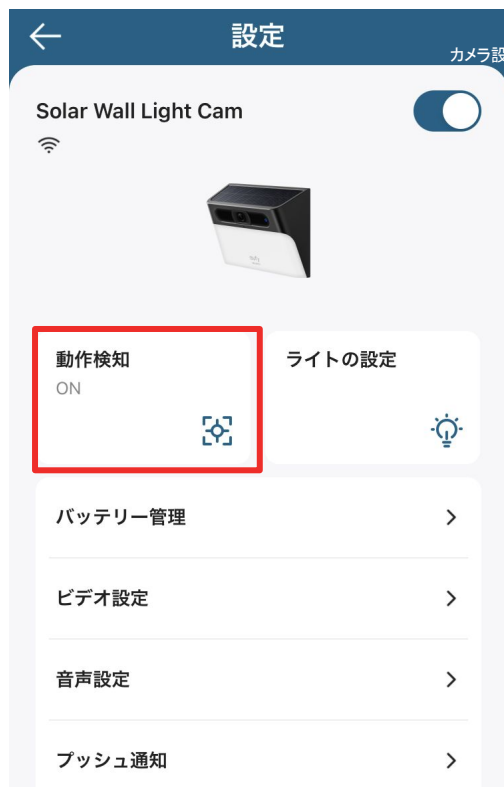 設定
カメラ設
Solar Wall Light Cam
eufy
動作検知
ON
ライトの設定
バッテリー管理
ビデオ設定
音声設定
プッシュ通知